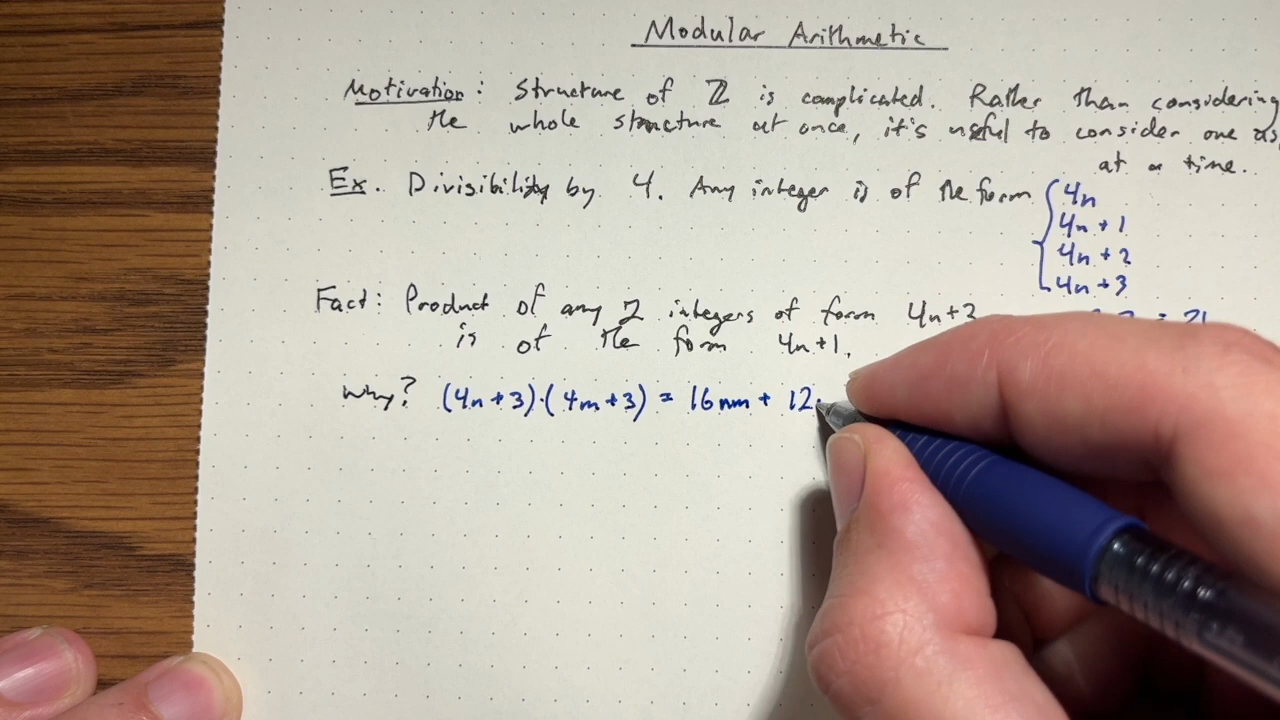 Modular Arithmetic
Motivation: Structure of ℤ is complicated. Rather than considering
the whole structure at once, it's useful to consider one as
at a time.
Ex. Divisibility by 4. Any integer is of the form
4n
4n + 1
4n + 2
4n + 3
Fact: Product of any 2 integers of form 4n+3
= 21
is of the form 4n+1.
Why? (4n+3)·(4m+3) = 16nm + 12